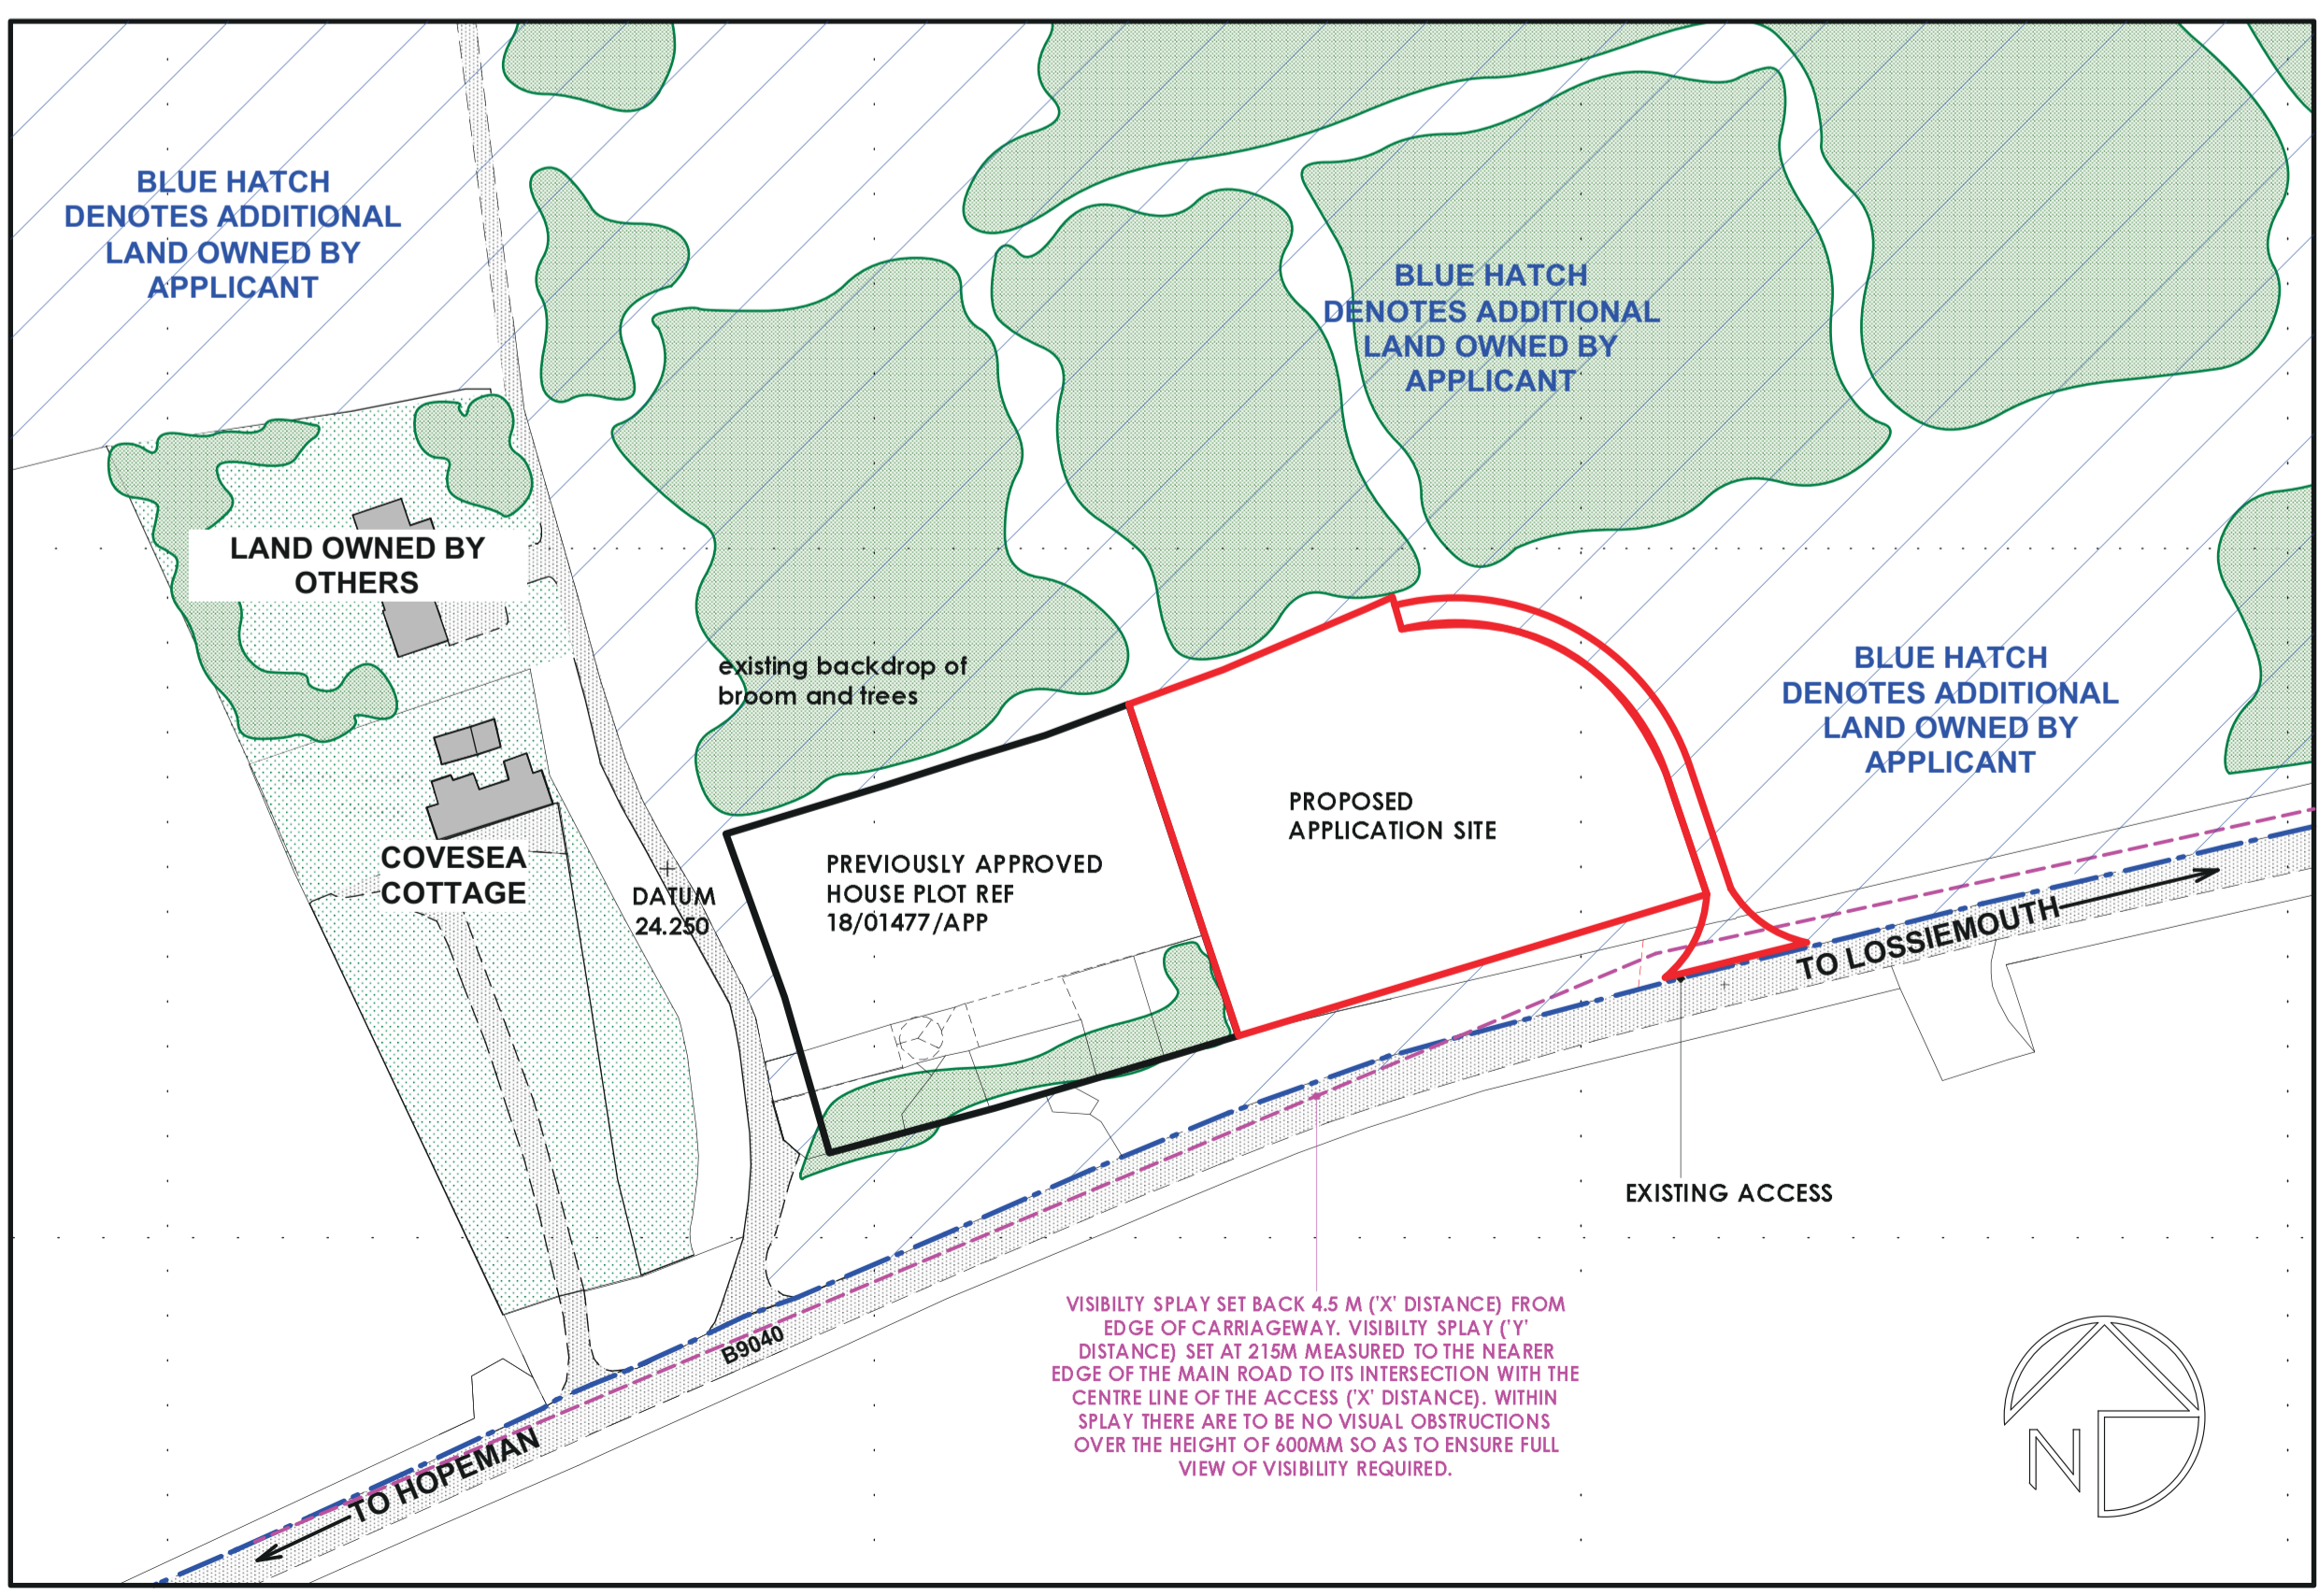 BLUE HATCH
DENOTES ADDITIONAL
LAND OWNED BY
APPLICANT
BLUE HATCH
DENOTES ADDITIONAL
LAND OWNED BY
APPLICANT
LAND OWNED BY
OTHERS
existing backdrop of
broom and trees
BLUE HATCH
DENOTES ADDITIONAL
LAND OWNED BY
APPLICANT
PROPOSED
APPLICATION SITE
COVESEA
COTTAGE
DATUM
24.250
PREVIOUSLY APPROVED
HOUSE PLOT REF
18/01477/APP
TO LOSSIEMOUTH
EXISTING ACCESS
B9040
TO HOPEMAN
VISIBILTY SPLAY SET BACK 4.5 M ('X' DISTANCE) FROM
EDGE OF CARRIAGEWAY. VISIBILTY SPLAY ('Y'
DISTANCE) SET AT 215M MEASURED TO THE NEARER
EDGE OF THE MAIN ROAD TO ITS INTERSECTION WITH THE
CENTRE LINE OF THE ACCESS ('X' DISTANCE). WITHIN
SPLAY THERE ARE TO BE NO VISUAL OBSTRUCTIONS
OVER THE HEIGHT OF 600MM SO AS TO ENSURE FULL
VIEW OF VISIBILITY REQUIRED.
N